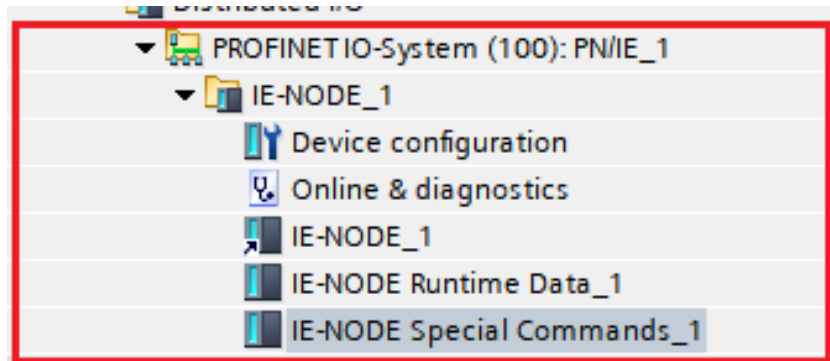 Distributed I/O
PROFINET IO-System (100): PN/IE_1
IE-NODE_1
Device configuration
Online & diagnostics
IE-NODE_1
IE-NODE Runtime Data_1
IE-NODE Special Commands_1